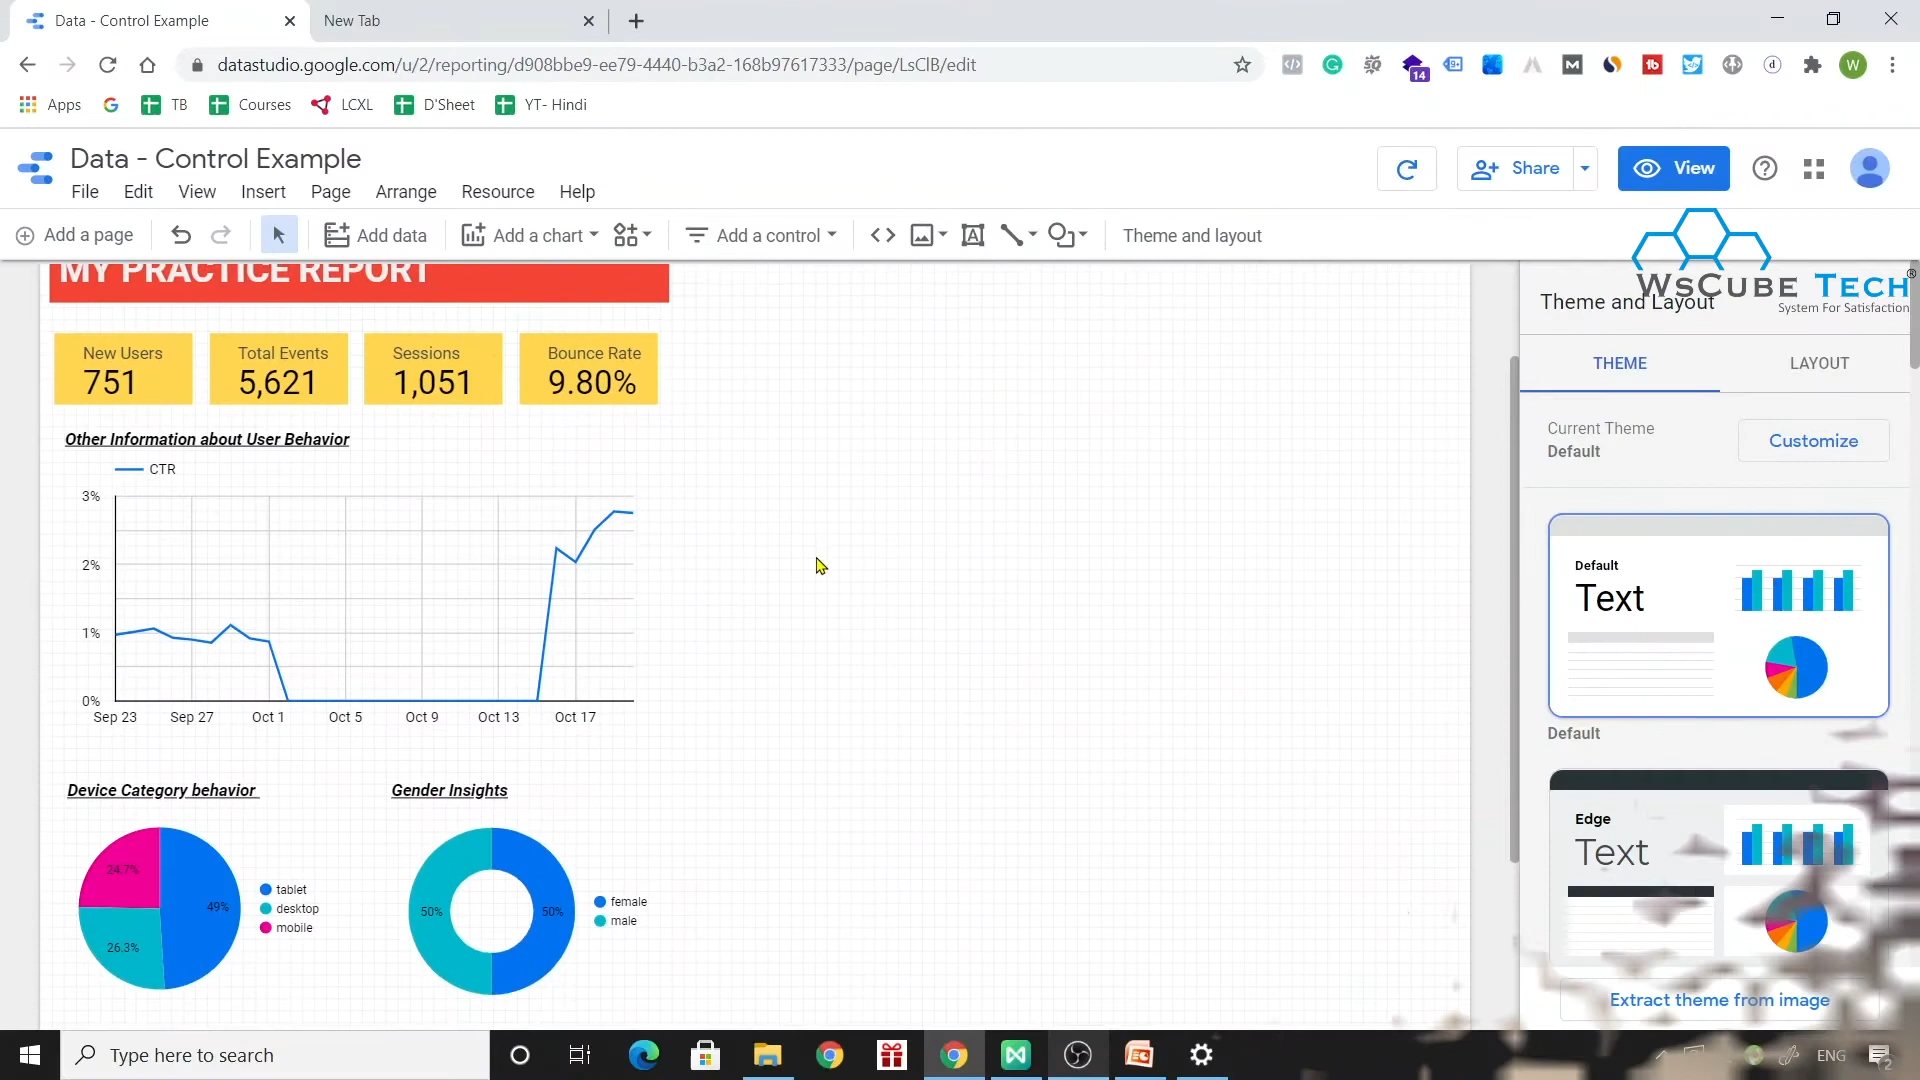 Data - Control Example
New Tab
datastudio.google.com/u/2/reporting/d908bbe9-ee79-4440-b3a2-168b97617333/page/LsClB/edit
14
W
Apps
TB
Courses
LCXL
D'Sheet
YT- Hindi
Data - Control Example
File Edit View Insert Page Arrange Resource Help
Share
View
Add a page
Add data
Add a chart
Add a control
Theme and layout
WsCube Tech®
System For Satisfaction
MY PRACTICE REPORT
New Users
751
Total Events
5,621
Sessions
1,051
Bounce Rate
9.80%
Other Information about User Behavior
CTR
3%
2%
1%
0%
Sep 23 Sep 27 Oct 1 Oct 5 Oct 9 Oct 13 Oct 17
Device Category behavior
24.7%
49%
26.3%
tablet
desktop
mobile
Gender Insights
50%
50%
female
male
Theme and Layout
THEME
LAYOUT
Current Theme
Default
Customize
Default
Text
Default
Edge
Text
Extract theme from image
Type here to search
ENG
2